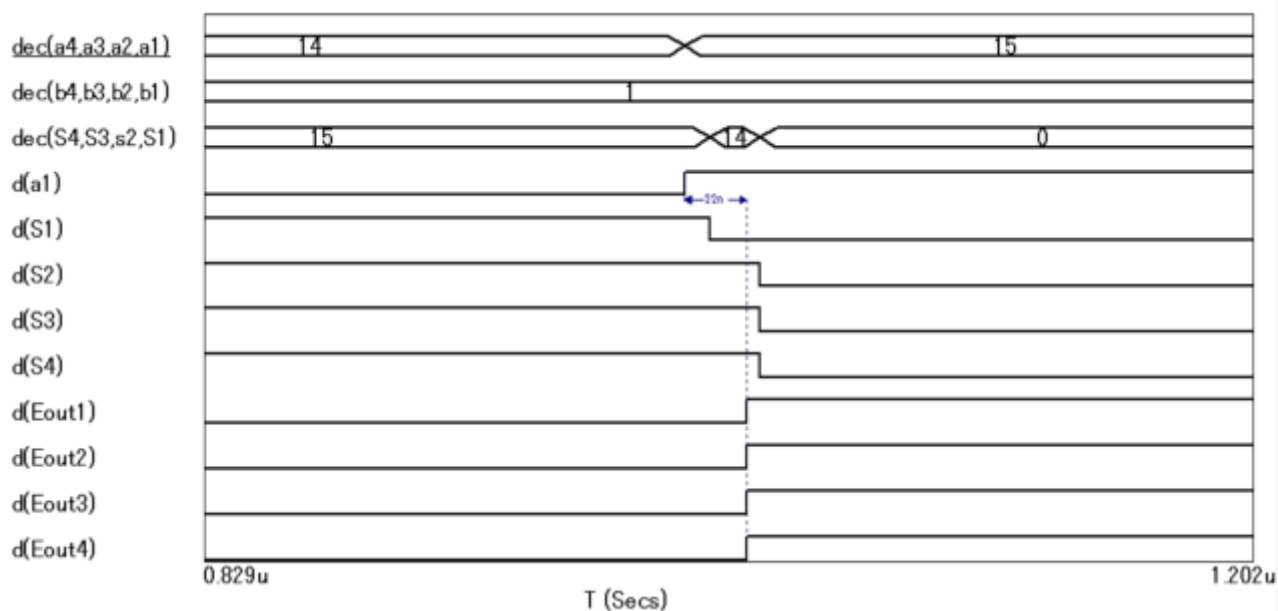 dec(a4,a3,a2,a1) 14 15
dec(b4,b3,b2,b1) 1
dec(S4,S3,s2,S1) 15 14 0
d(a1)
22n
d(S1)
d(S2)
d(S3)
d(S4)
d(Eout1)
d(Eout2)
d(Eout3)
d(Eout4)
0.829u 1.202u
T (Secs)